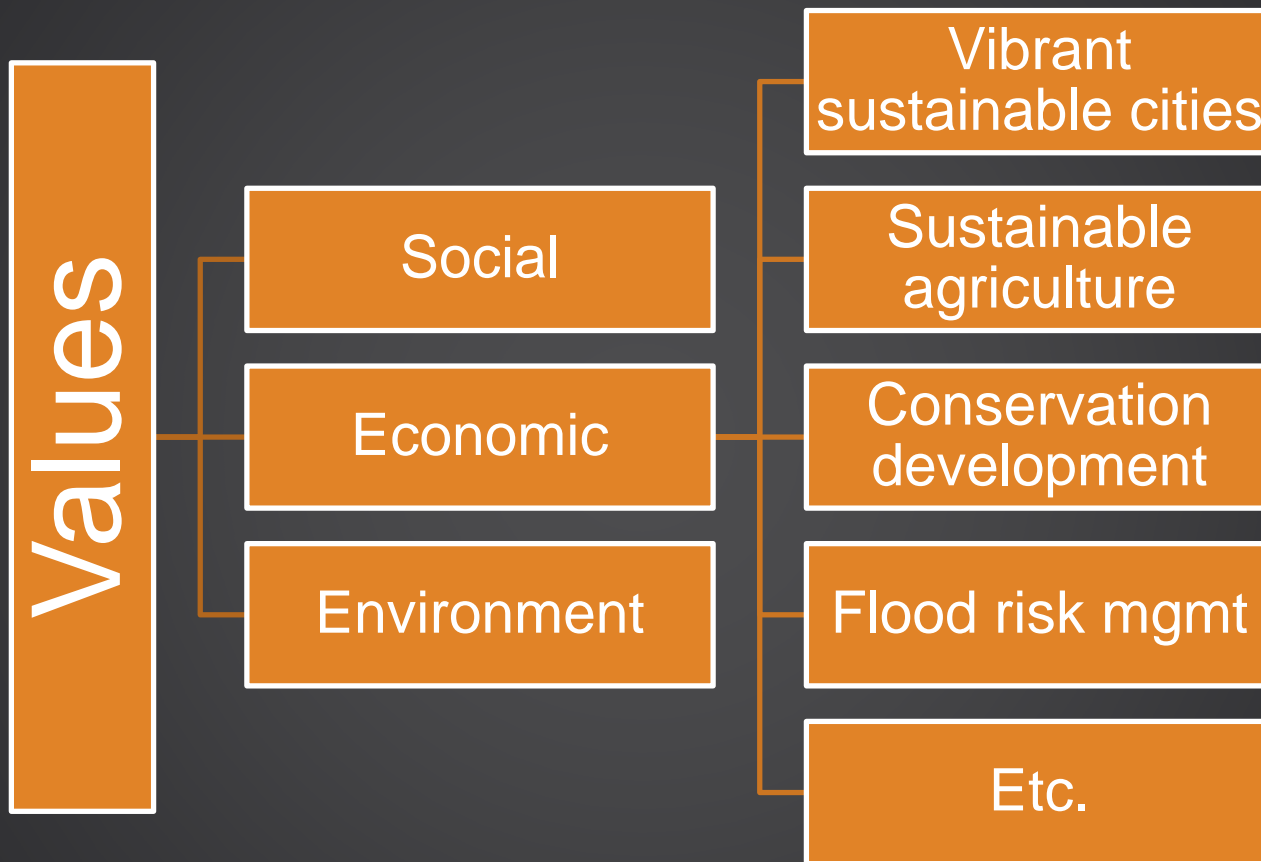 Values
Social
Economic
Environment
Vibrant
sustainable cities
Sustainable
agriculture
Conservation
development
Flood risk mgmt
Etc.